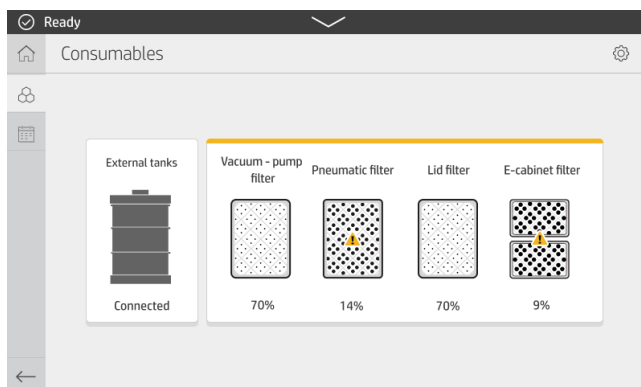 Ready
Consumables
External tanks
Connected
Vacuum - pump
filter
70%
Pneumatic filter
14%
Lid filter
70%
E-cabinet filter
9%